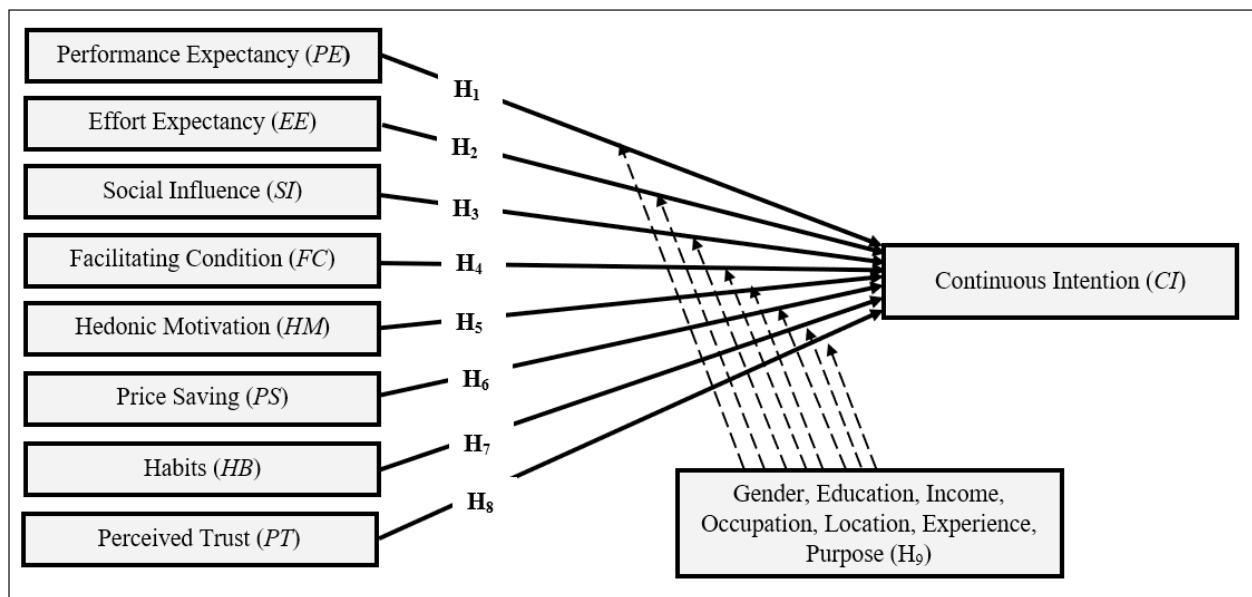 Performance Expectancy (PE)
H1
Effort Expectancy (EE)
H2
Social Influence (SI)
H3
Facilitating Condition (FC)
H4
Continuous Intention (CI)
Hedonic Motivation (HM)
H5
Price Saving (PS)
H6
Habits (HB)
H7
Perceived Trust (PT)
H8
Gender, Education, Income,
Occupation, Location, Experience,
Purpose (H9)